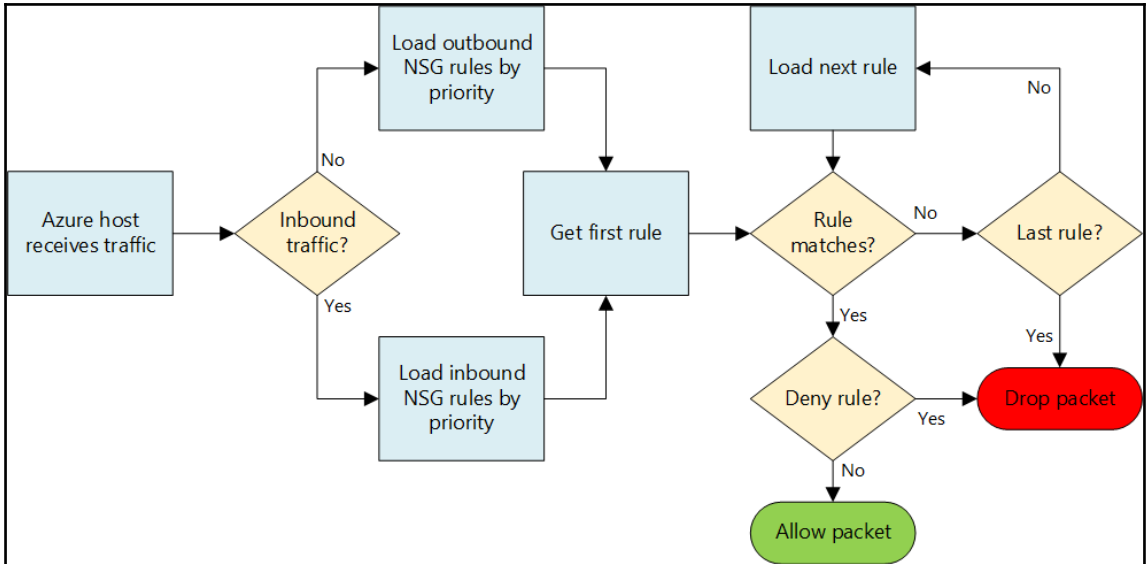 Azure host
receives traffic
Inbound
traffic?
No
Yes
Load outbound
NSG rules by
priority
Load inbound
NSG rules by
priority
Get first rule
Load next rule
Rule
matches?
No
Yes
Last rule?
No
Yes
Deny rule?
Yes
No
Drop packet
Allow packet